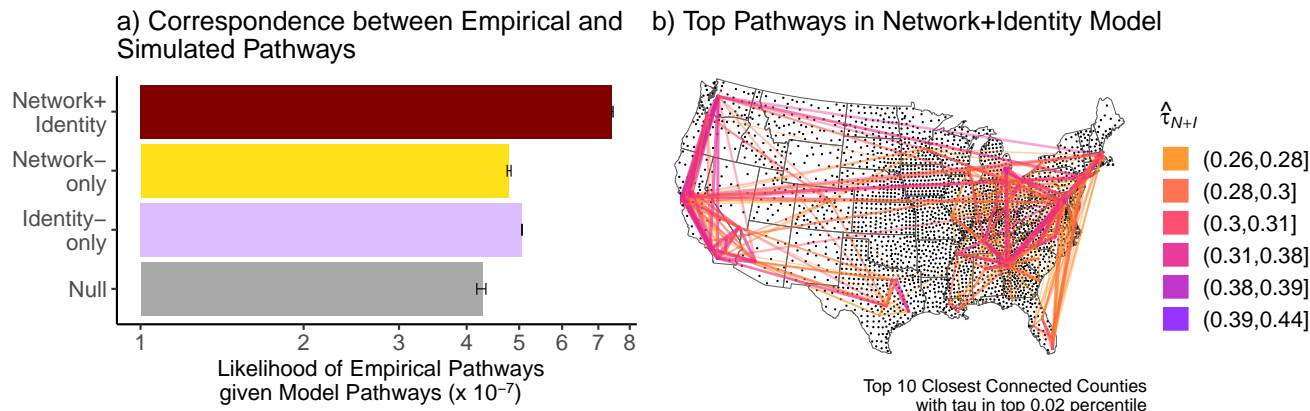 a) Correspondence between Empirical and
Simulated Pathways
Network+
Identity
Network−
only
Identity−
only
Null
1 2 3 4 5 6 7 8
Likelihood of Empirical Pathways
given Model Pathways (x 10⁻⁷)
b) Top Pathways in Network+Identity Model
τ̂_N+I
(0.26,0.28]
(0.28,0.3]
(0.3,0.31]
(0.31,0.38]
(0.38,0.39]
(0.39,0.44]
Top 10 Closest Connected Counties
with tau in top 0.02 percentile